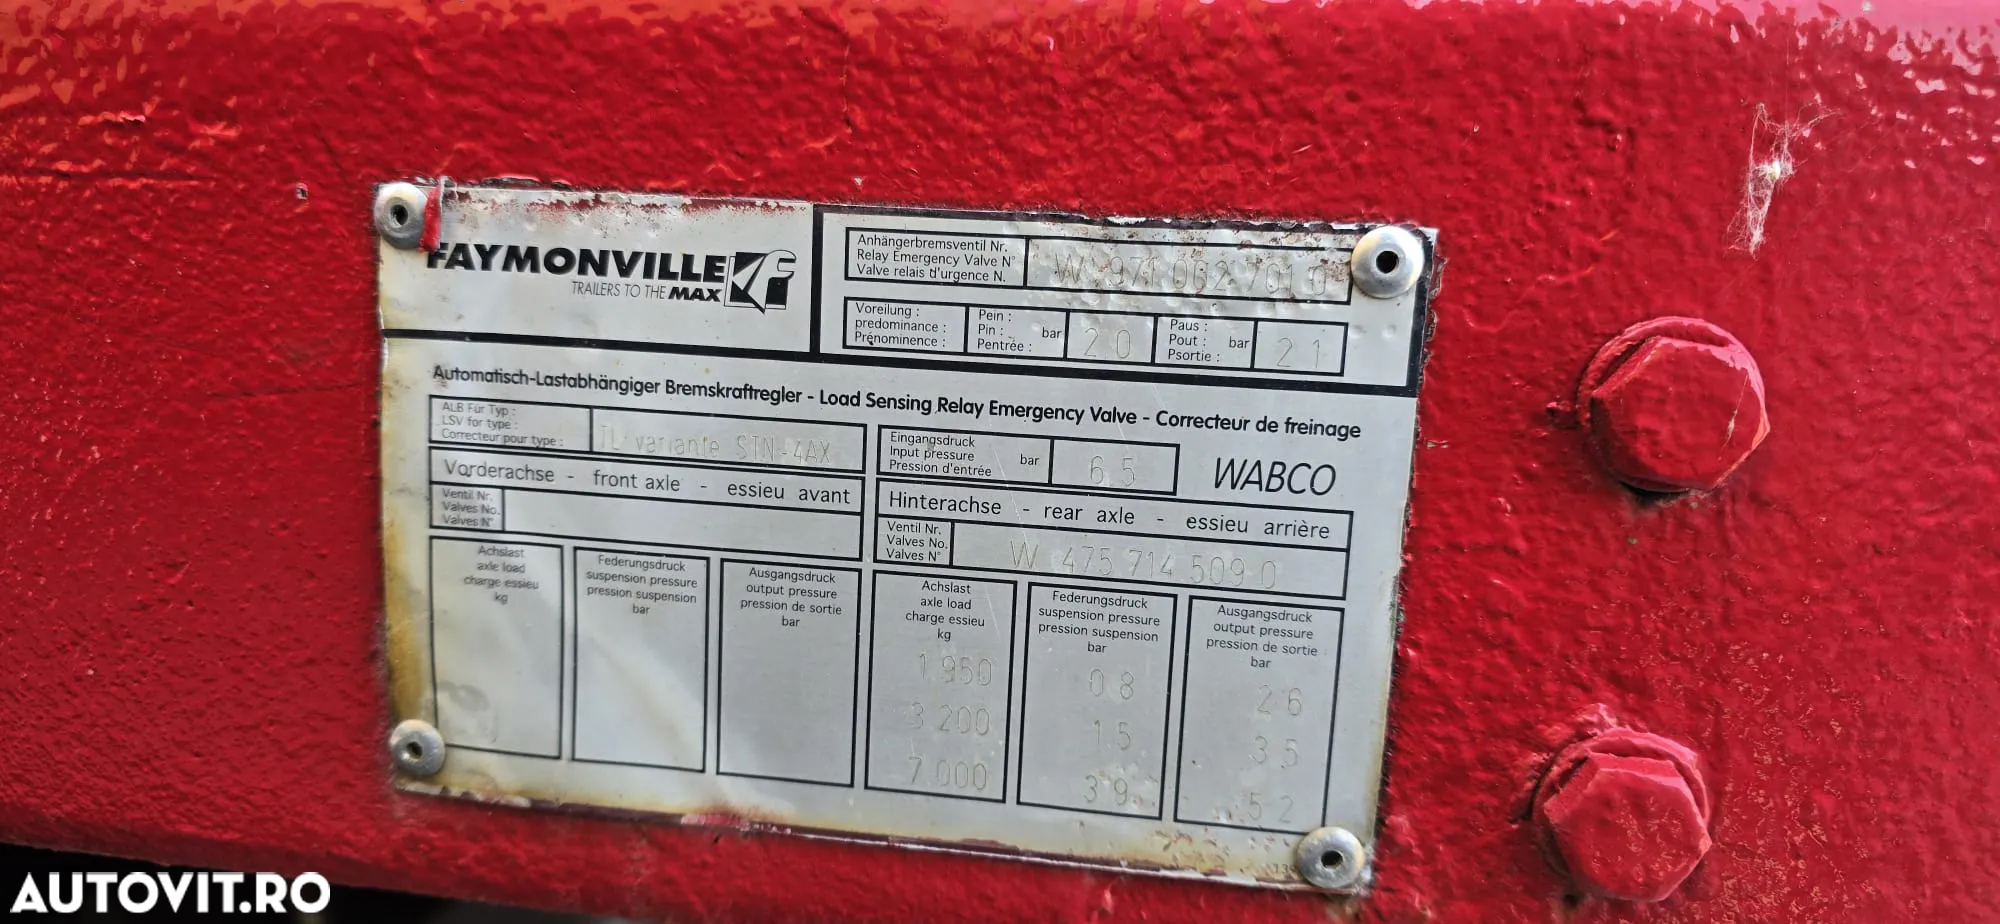 FAYMONVILLE
TRAILERS TO THE MAX
Anhängerbremsventil Nr.
Relay Emergency Valve N°
Valve relais d'urgence N.
W 971 002 701 0
Voreilung :
predominance :
Prénominence :
Pein :
Pin : bar
Pentrée :
2 0
Paus :
Pout : bar
Psortie :
2 1
Automatisch-Lastabhängiger Bremskraftregler - Load Sensing Relay Emergency Valve - Correcteur de freinage
ALB Für Typ :
LSV for type :
Correcteur pour type :
TL variante STN-4AX
Eingangsdruck
Input pressure bar
Pression d'entrée
6.5
WABCO
Vorderachse - front axle - essieu avant
Ventil Nr.
Valves No.
Valves N°
Hinterachse - rear axle - essieu arrière
Ventil Nr.
Valves No.
Valves N°
W 475 714 509 0
Achslast
axle load
charge essieu
kg
Federungsdruck
suspension pressure
pression suspension
bar
Ausgangsdruck
output pressure
pression de sortie
bar
Achslast
axle load
charge essieu
kg
1.950
3.200
7.000
Federungsdruck
suspension pressure
pression suspension
bar
0.8
1.5
3.9
Ausgangsdruck
output pressure
pression de sortie
bar
2.6
3.5
5.2
AUTOVIT.RO